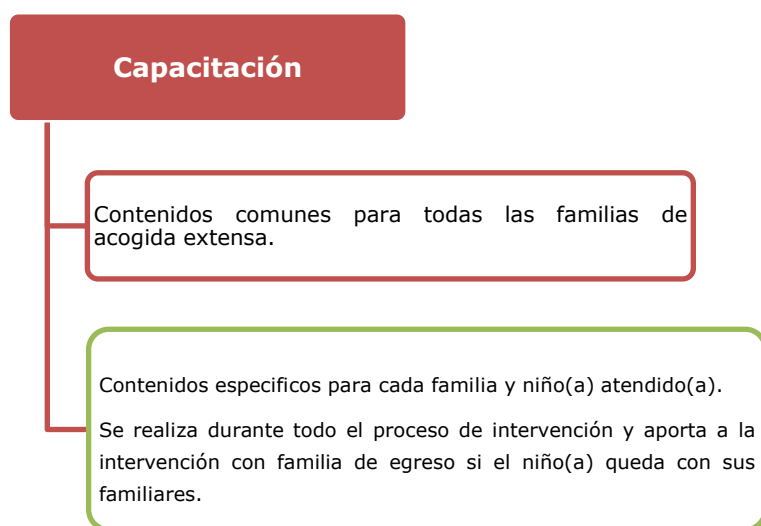 Capacitación
Contenidos comunes para todas las familias de
acogida extensa.
Contenidos especificos para cada familia y niño(a) atendido(a).
Se realiza durante todo el proceso de intervención y aporta a la
intervención con familia de egreso si el niño(a) queda con sus
familiares.